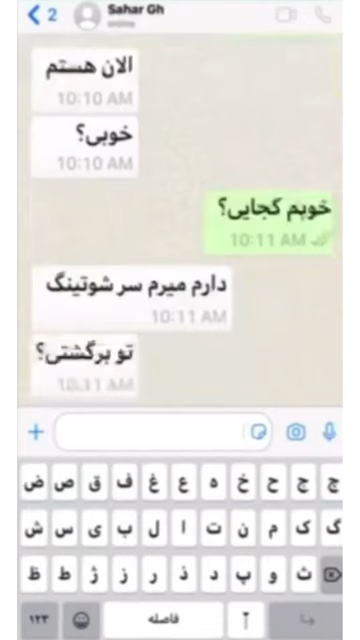 2
Sahar Gh
online
الان هستم
10:10 AM
خوبی؟
10:10 AM
خوبم کجایی؟
10:11 AM
دارم میرم سر شوتینگ
10:11 AM
تو برگشتی؟
10:11 AM
ض ص ق ف غ ع ه خ ح ج چ
ش س ی ب ل ا ت ن م ک گ
ظ ط ژ ز ر ذ د پ و ث
۱۲۳
فاصله